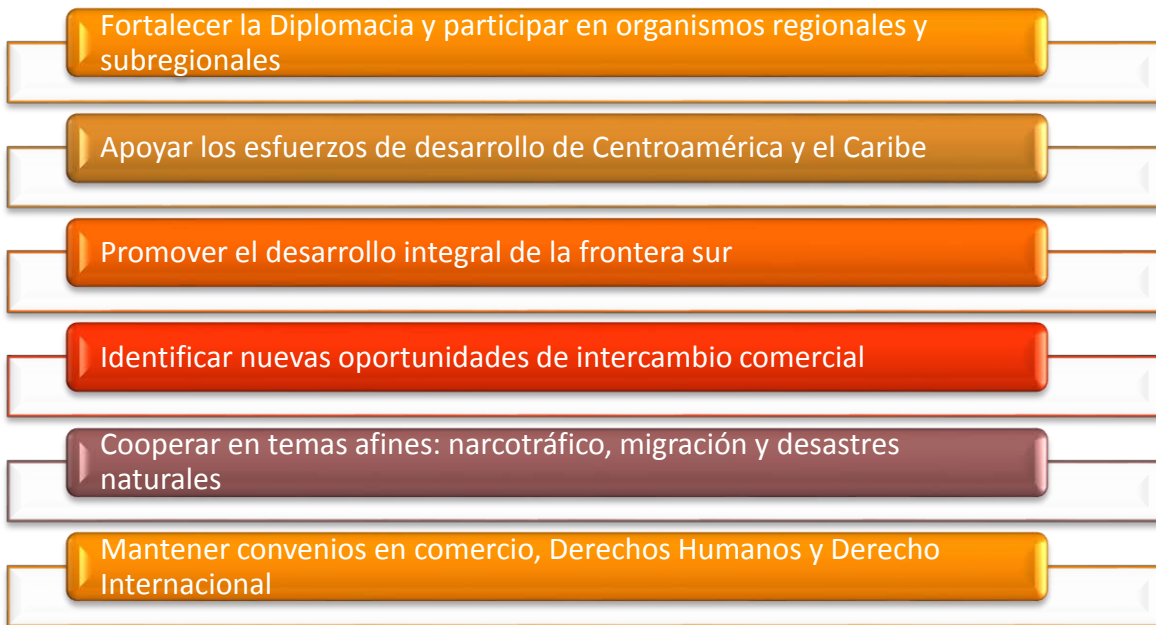 Fortalecer la Diplomacia y participar en organismos regionales y
subregionales
Apoyar los esfuerzos de desarrollo de Centroamérica y el Caribe
Promover el desarrollo integral de la frontera sur
Identificar nuevas oportunidades de intercambio comercial
Cooperar en temas afines: narcotráfico, migración y desastres
naturales
Mantener convenios en comercio, Derechos Humanos y Derecho
Internacional